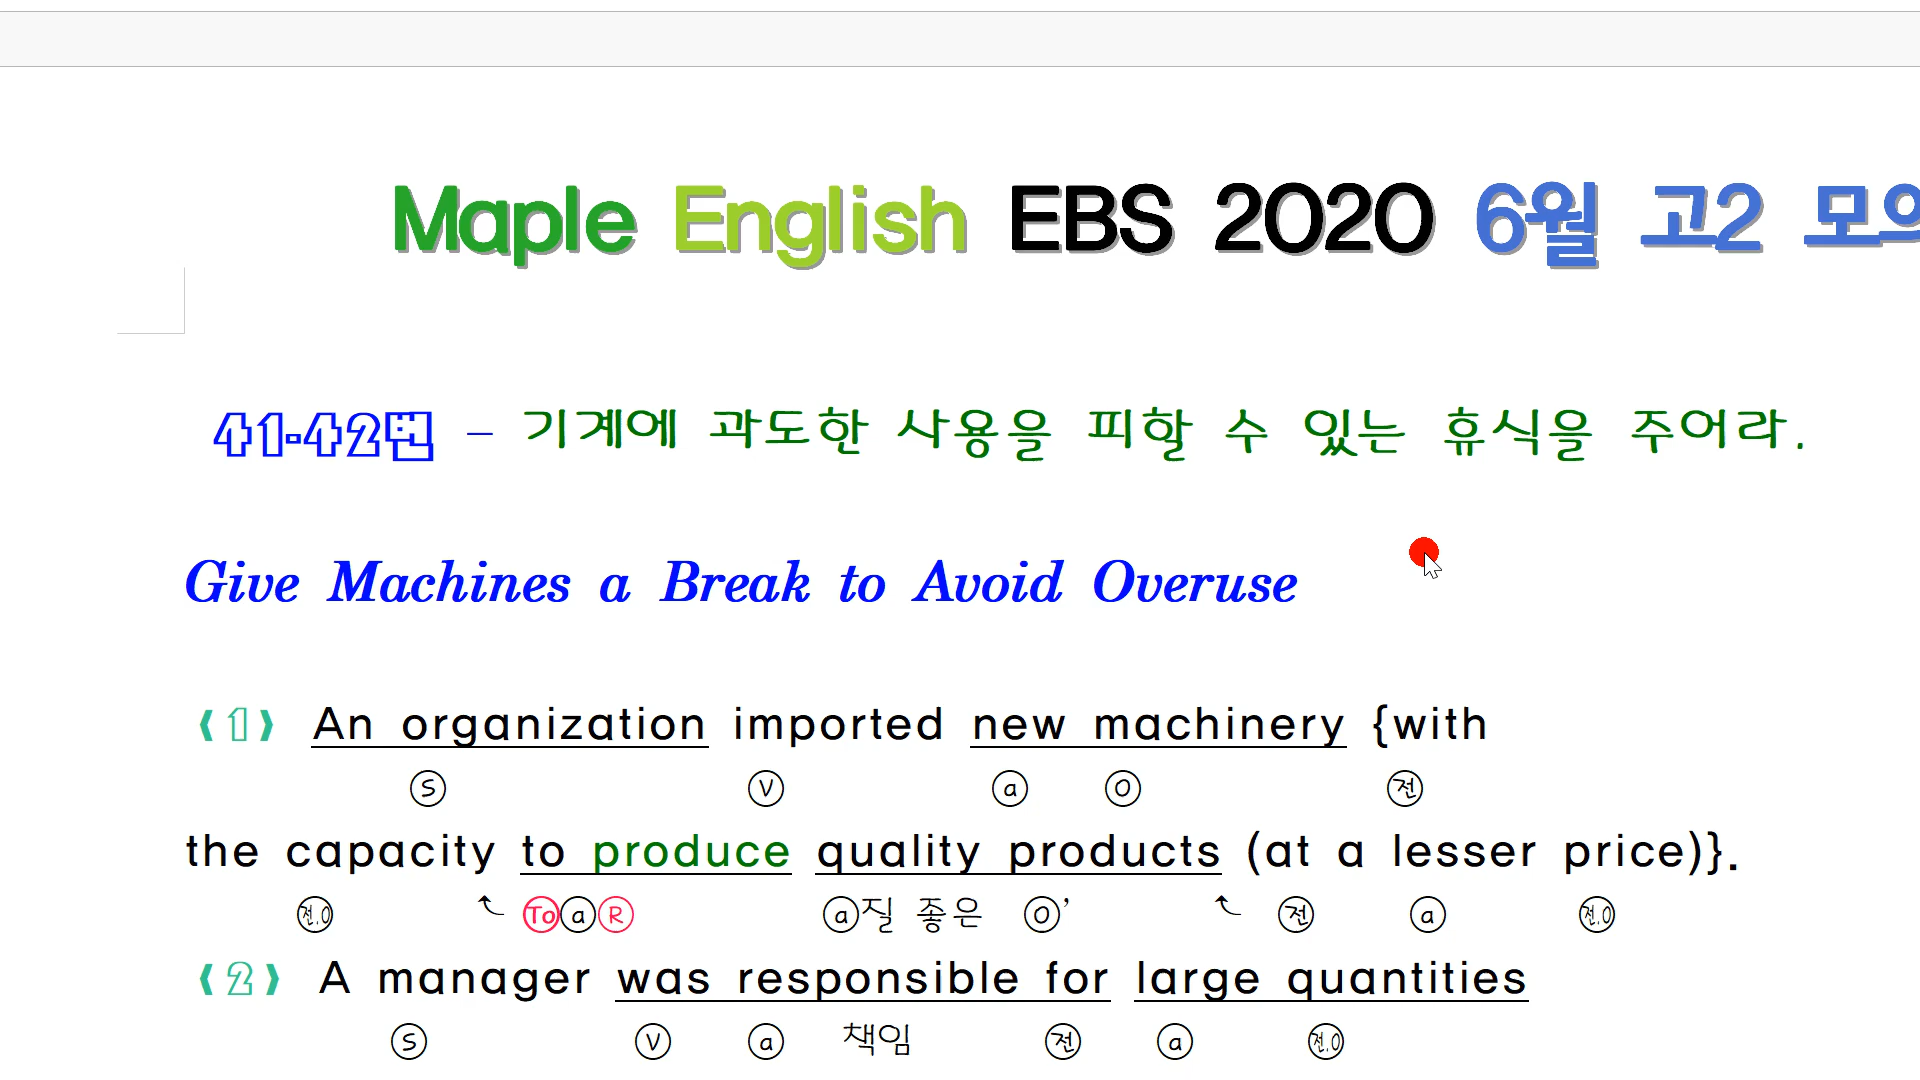 Maple English EBS 2020 6월 고2
41-42번 – 기계에 과도한 사용을 피할 수 있는 휴식을 주어라.
Give Machines a Break to Avoid Overuse
❰1❱ An organization imported new machinery {with
Ⓢ Ⓥ ⓐ Ⓞ 전
the capacity to produce quality products (at a lesser price)}.
전.O To ⓐ Ⓡ ⓐ질 좋은 Ⓞ’ 전 ⓐ 전.O
❰2❱ A manager was responsible for large quantities
Ⓢ Ⓥ ⓐ 책임 전 ⓐ 전.O